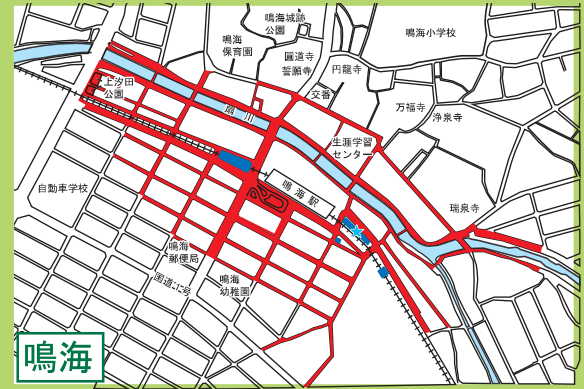 鳴海城跡
公園
鳴海
保育園
鳴海小学校
圓道寺
誓願寺
円龍寺
上汐田
公園
交番
万福寺
浄泉寺
扇川
生涯学習
センター
鳴海駅
自動車学校
瑞泉寺
鳴海
郵便局
国道1号
鳴海
幼稚園
鳴海